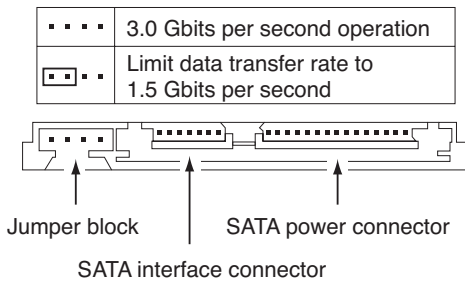 3.0 Gbits per second operation
Limit data transfer rate to
1.5 Gbits per second
Jumper block
SATA power connector
SATA interface connector